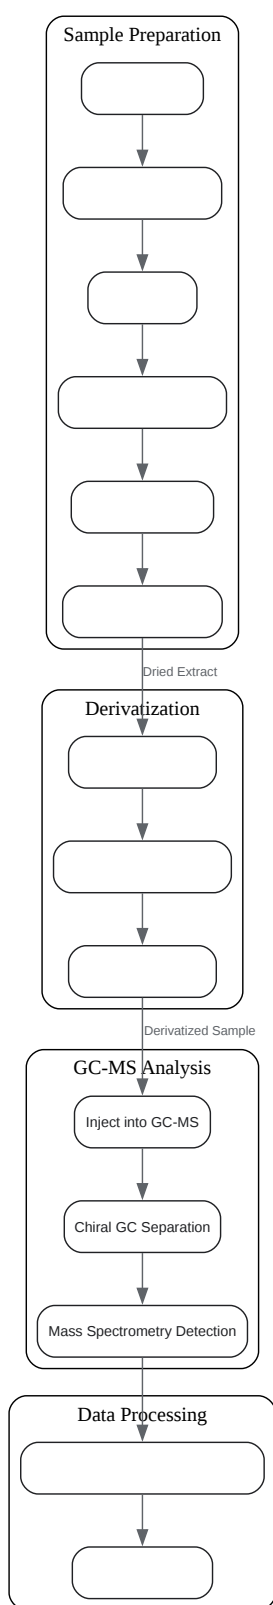 Sample Preparation
Dried Extract
Derivatization
Derivatized Sample
GC-MS Analysis
Inject into GC-MS
Chiral GC Separation
Mass Spectrometry Detection
Data Processing